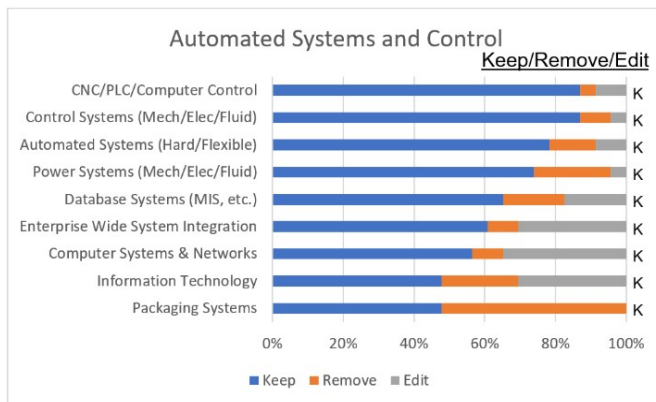 Automated Systems and Control
Keep/Remove/Edit
CNC/PLC/Computer Control K
Control Systems (Mech/Elec/Fluid) K
Automated Systems (Hard/Flexible) K
Power Systems (Mech/Elec/Fluid) K
Database Systems (MIS, etc.) K
Enterprise Wide System Integration K
Computer Systems & Networks K
Information Technology K
Packaging Systems K
0% 20% 40% 60% 80% 100%
Keep Remove Edit